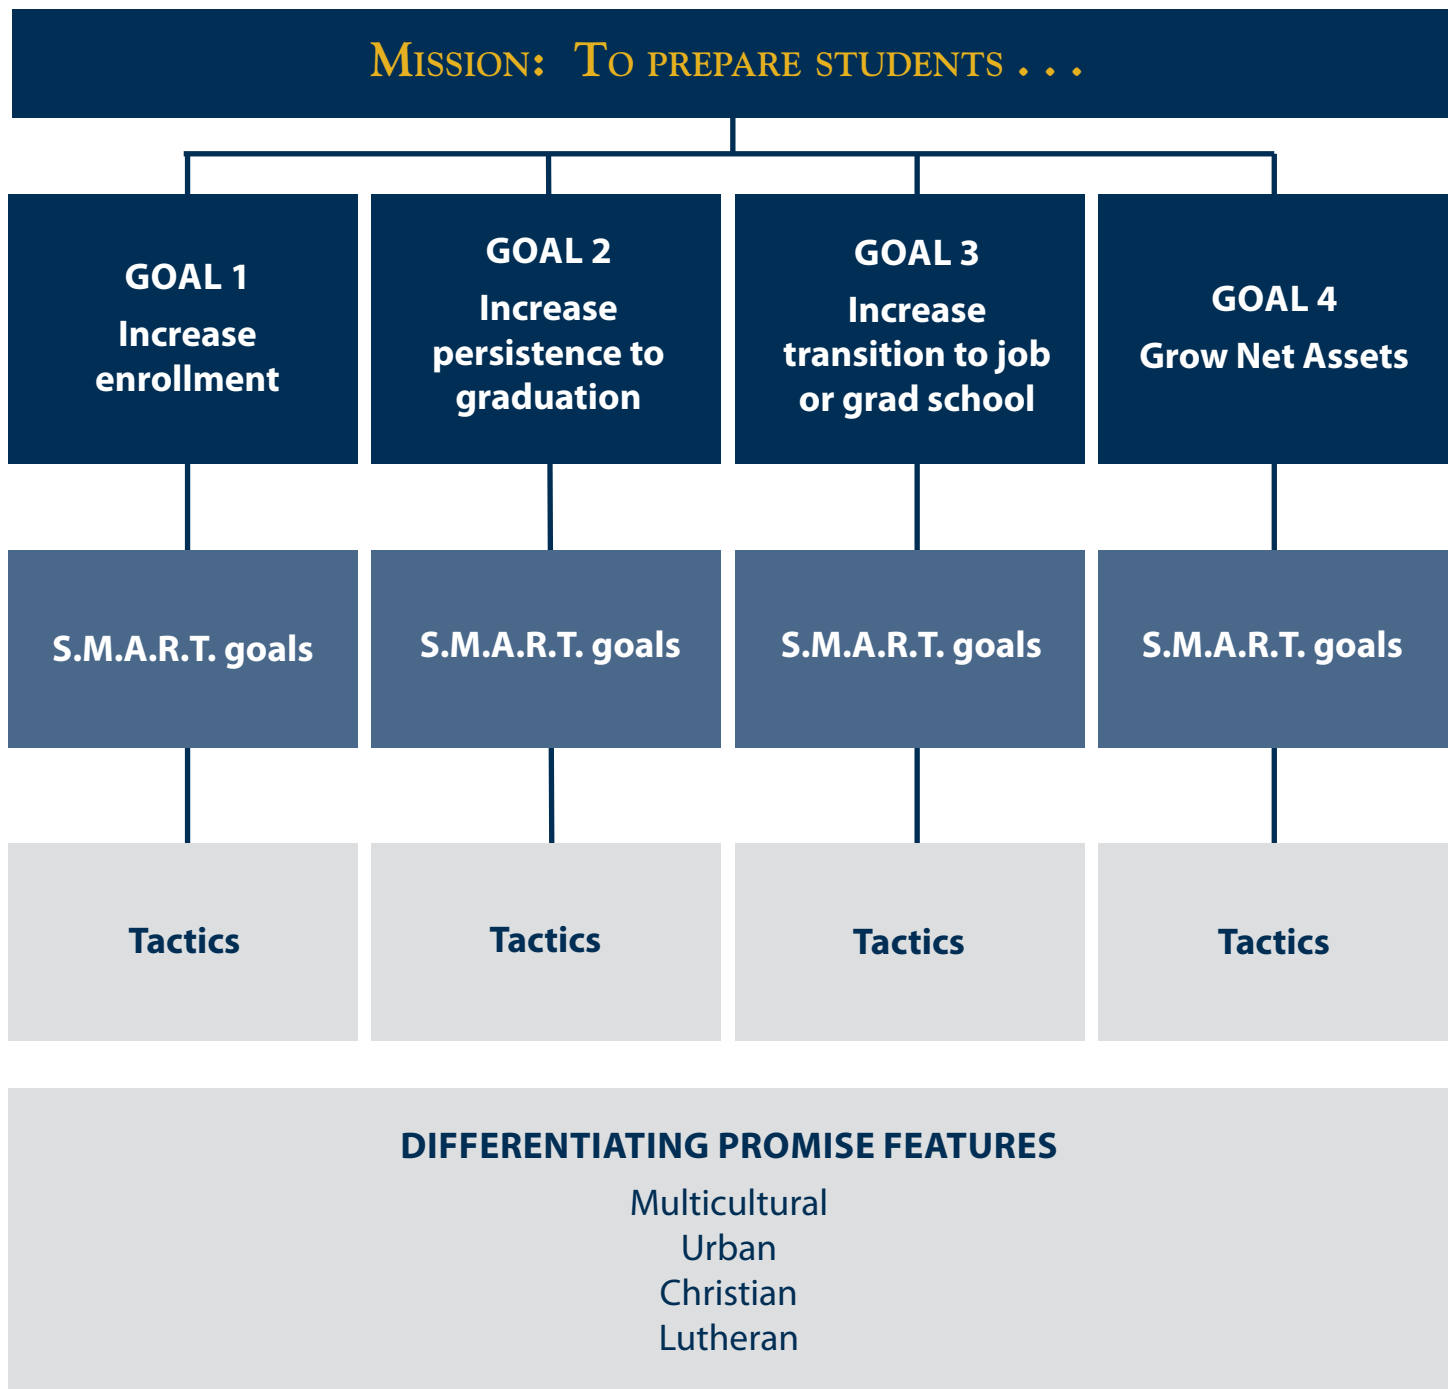 Mission: To prepare students . . .
GOAL 1
Increase
enrollment
GOAL 2
Increase
persistence to
graduation
GOAL 3
Increase
transition to job
or grad school
GOAL 4
Grow Net Assets
S.M.A.R.T. goals
S.M.A.R.T. goals
S.M.A.R.T. goals
S.M.A.R.T. goals
Tactics
Tactics
Tactics
Tactics
DIFFERENTIATING PROMISE FEATURES
Multicultural
Urban
Christian
Lutheran